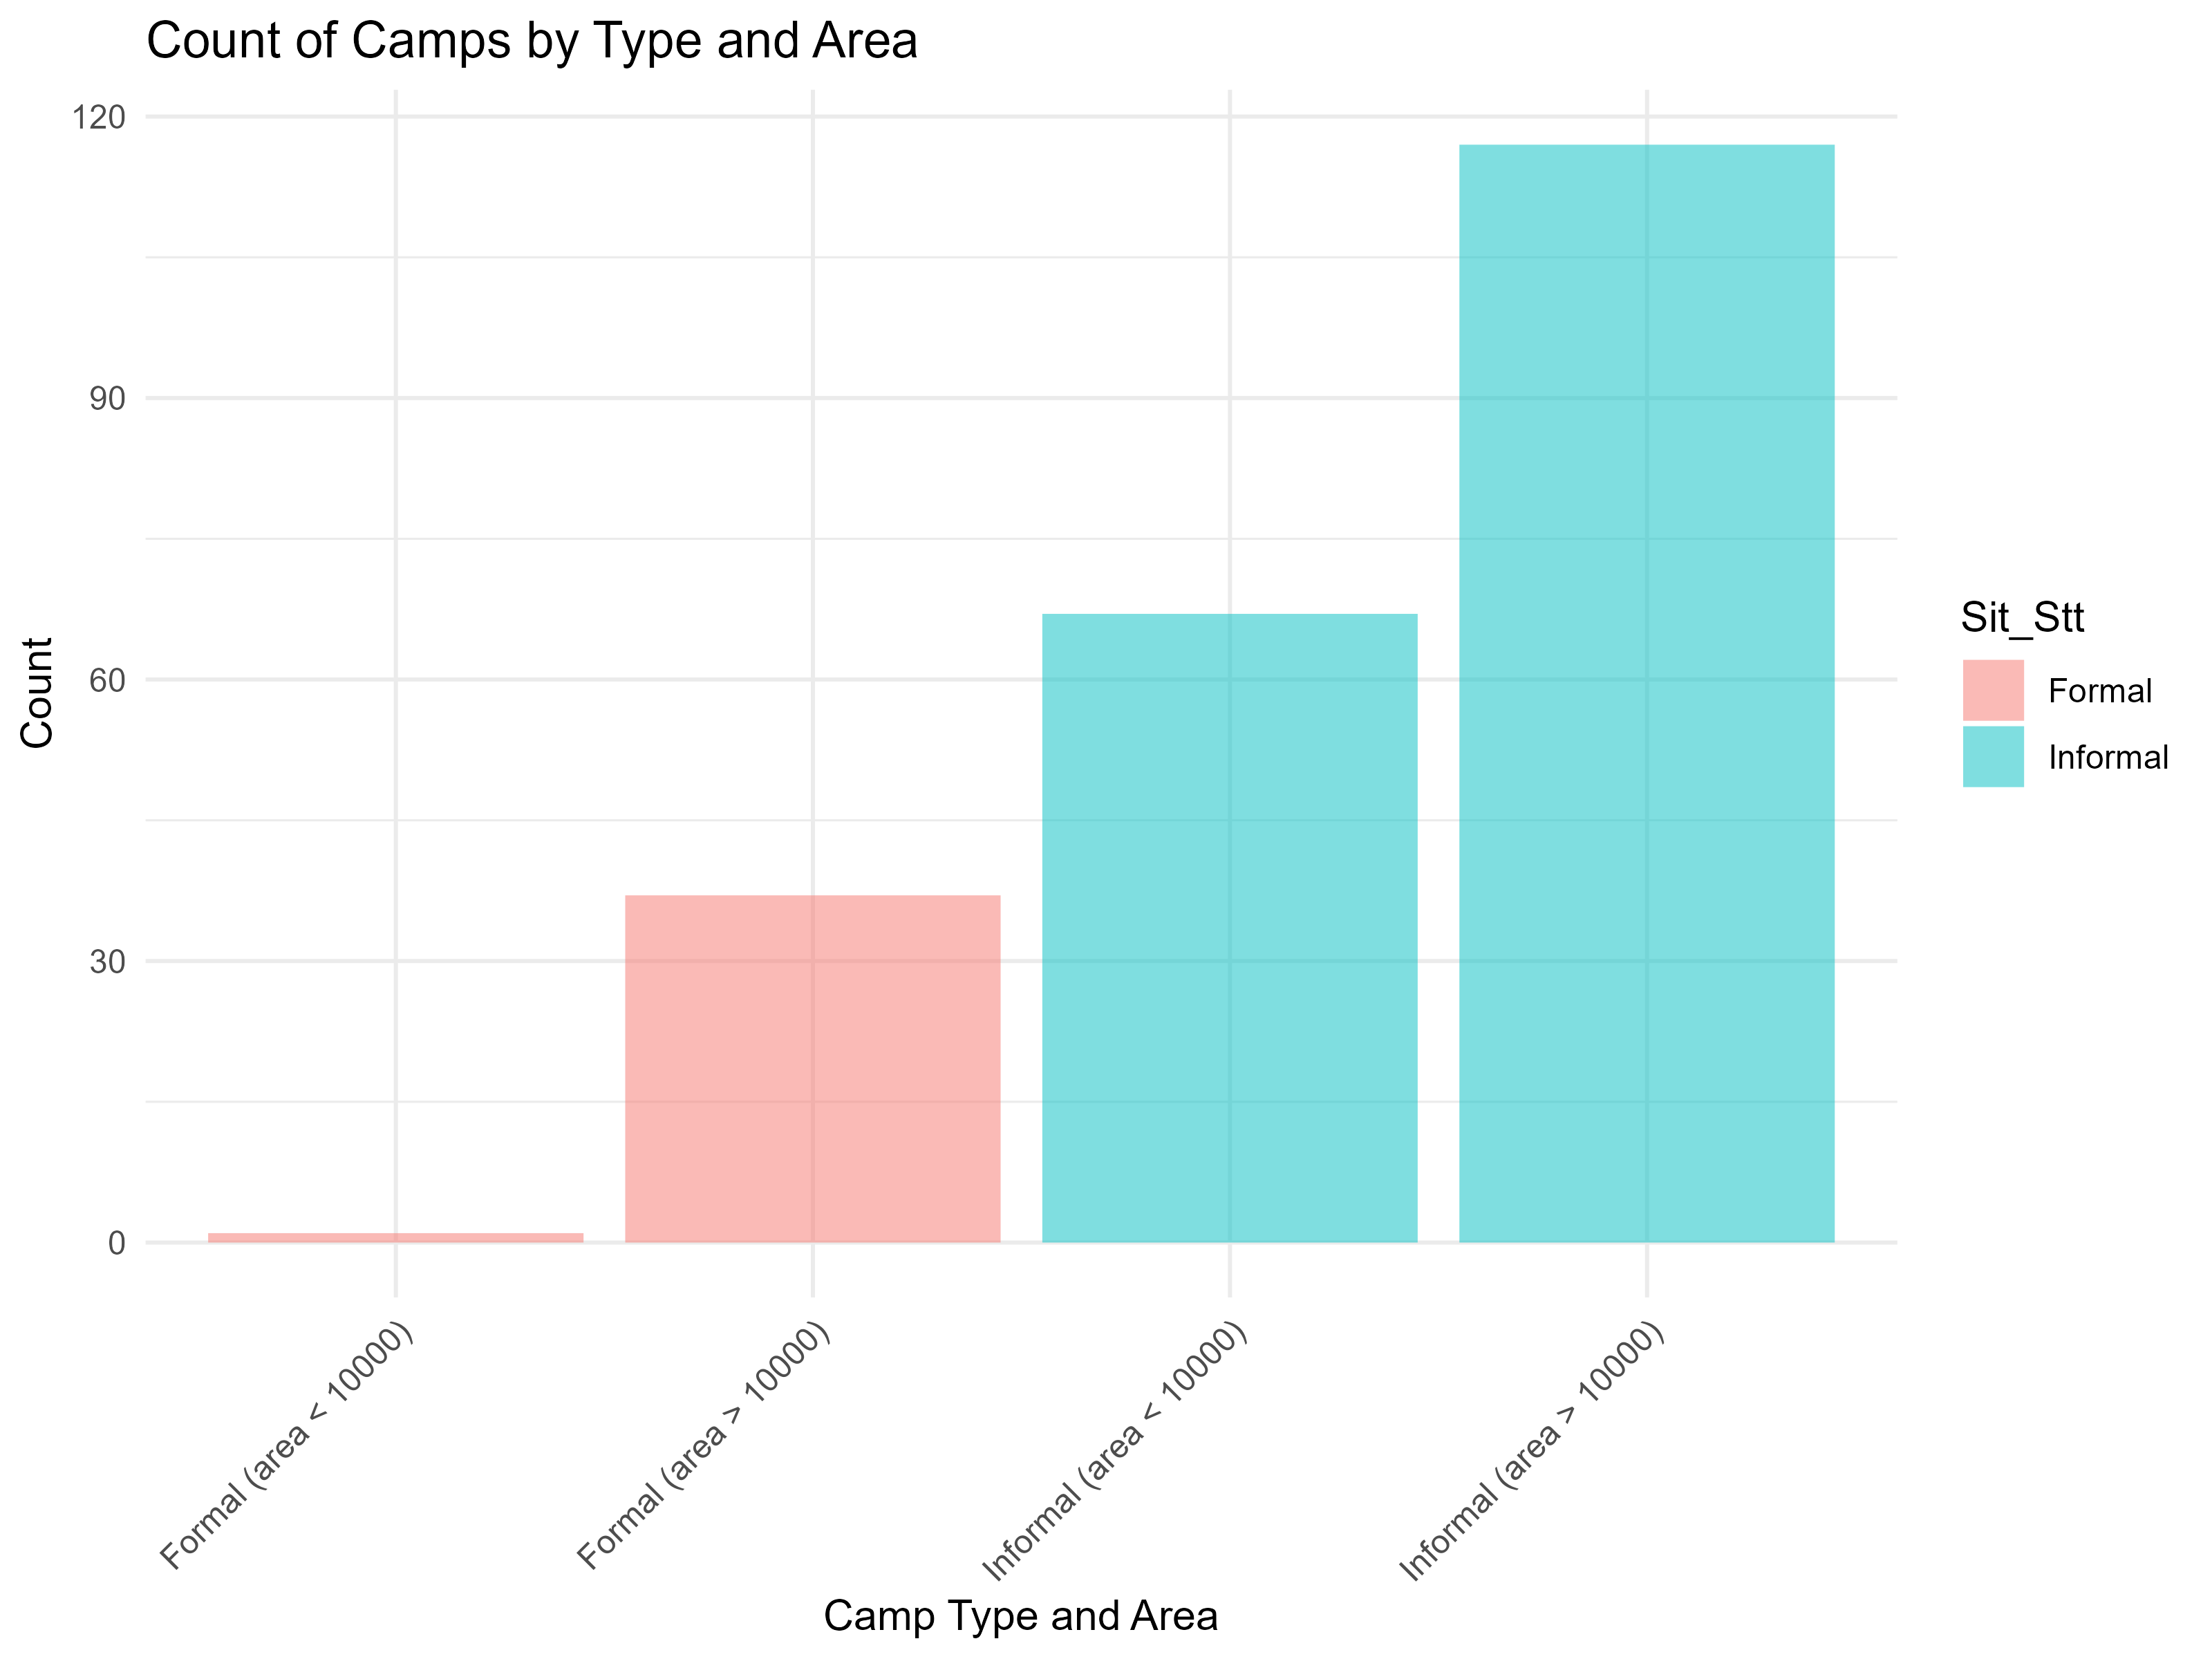 Count of Camps by Type and Area
Count
120
90
60
30
0
Formal (area < 10000)
Formal (area > 10000)
Informal (area < 10000)
Informal (area > 10000)
Camp Type and Area
Sit_Stt
Formal
Informal